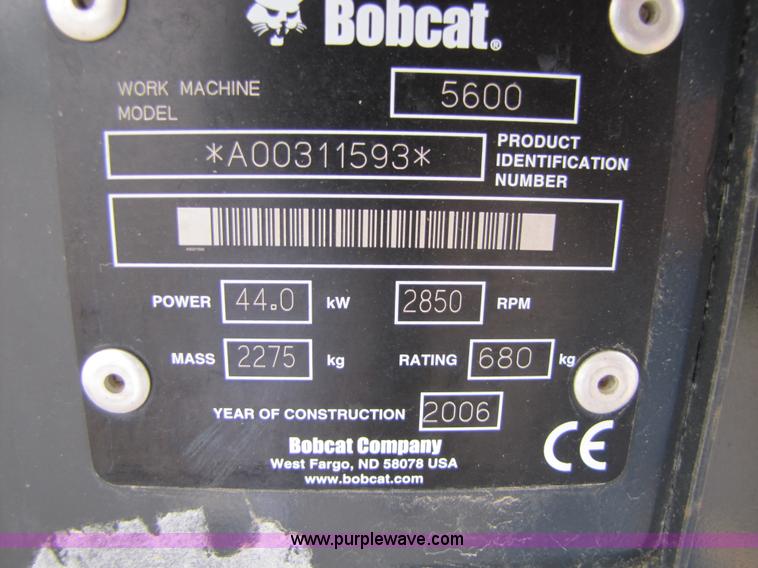 Bobcat®
WORK MACHINE
MODEL
5600
*A00311593*
PRODUCT
IDENTIFICATION
NUMBER
POWER 44.0 kW 2850 RPM
MASS 2275 kg RATING 680 kg
YEAR OF CONSTRUCTION 2006
Bobcat Company
West Fargo, ND 58078 USA
www.bobcat.com
CE
www.purplewave.com